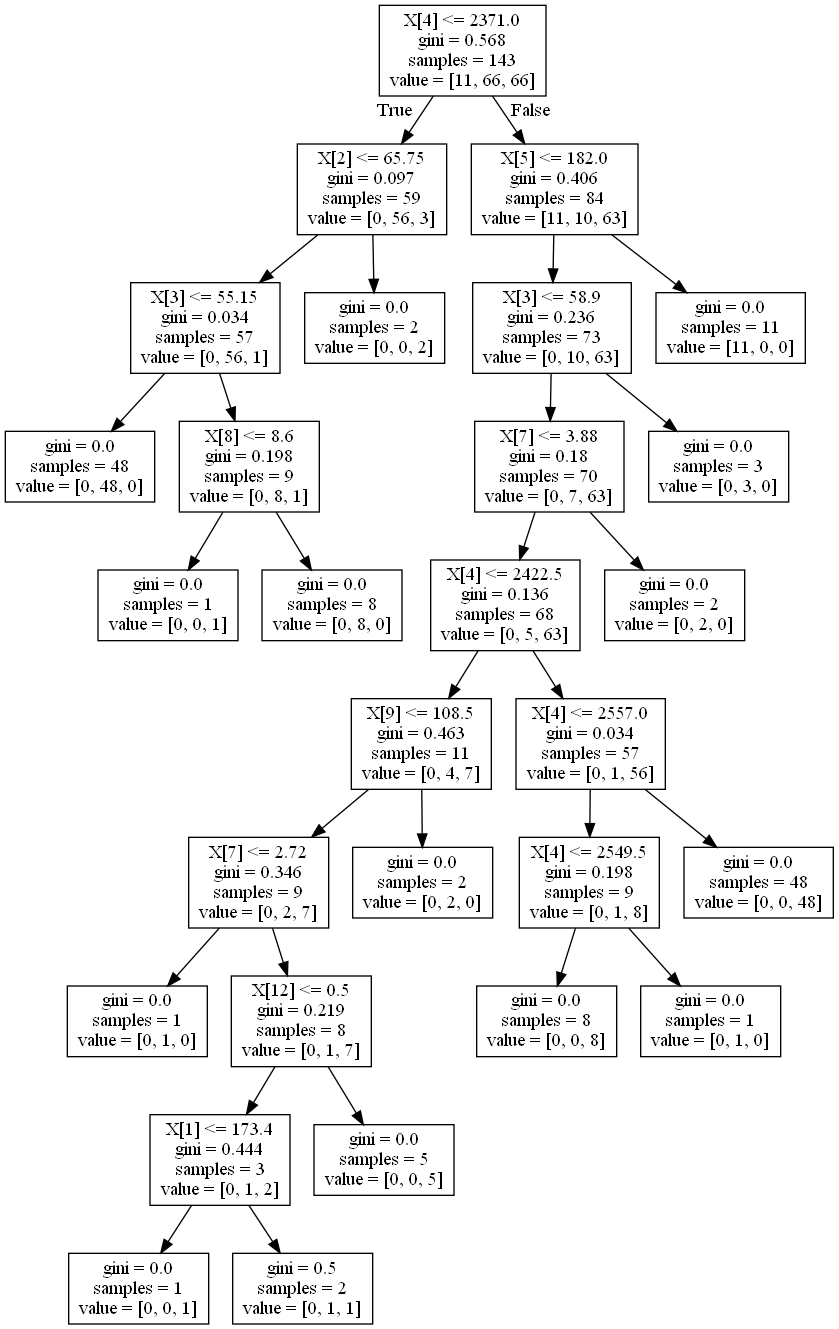 X[4] <= 2371.0
gini = 0.568
samples = 143
value = [11, 66, 66]
True
False
X[2] <= 65.75
gini = 0.097
samples = 59
value = [0, 56, 3]
X[5] <= 182.0
gini = 0.406
samples = 84
value = [11, 10, 63]
X[3] <= 55.15
gini = 0.034
samples = 57
value = [0, 56, 1]
gini = 0.0
samples = 2
value = [0, 0, 2]
X[3] <= 58.9
gini = 0.236
samples = 73
value = [0, 10, 63]
gini = 0.0
samples = 11
value = [11, 0, 0]
gini = 0.0
samples = 48
value = [0, 48, 0]
X[8] <= 8.6
gini = 0.198
samples = 9
value = [0, 8, 1]
X[7] <= 3.88
gini = 0.18
samples = 70
value = [0, 7, 63]
gini = 0.0
samples = 3
value = [0, 3, 0]
gini = 0.0
samples = 1
value = [0, 0, 1]
gini = 0.0
samples = 8
value = [0, 8, 0]
X[4] <= 2422.5
gini = 0.136
samples = 68
value = [0, 5, 63]
gini = 0.0
samples = 2
value = [0, 2, 0]
X[9] <= 108.5
gini = 0.463
samples = 11
value = [0, 4, 7]
X[4] <= 2557.0
gini = 0.034
samples = 57
value = [0, 1, 56]
X[7] <= 2.72
gini = 0.346
samples = 9
value = [0, 2, 7]
gini = 0.0
samples = 2
value = [0, 2, 0]
X[4] <= 2549.5
gini = 0.198
samples = 9
value = [0, 1, 8]
gini = 0.0
samples = 48
value = [0, 0, 48]
gini = 0.0
samples = 1
value = [0, 1, 0]
X[12] <= 0.5
gini = 0.219
samples = 8
value = [0, 1, 7]
gini = 0.0
samples = 8
value = [0, 0, 8]
gini = 0.0
samples = 1
value = [0, 1, 0]
X[1] <= 173.4
gini = 0.444
samples = 3
value = [0, 1, 2]
gini = 0.0
samples = 5
value = [0, 0, 5]
gini = 0.0
samples = 1
value = [0, 0, 1]
gini = 0.5
samples = 2
value = [0, 1, 1]